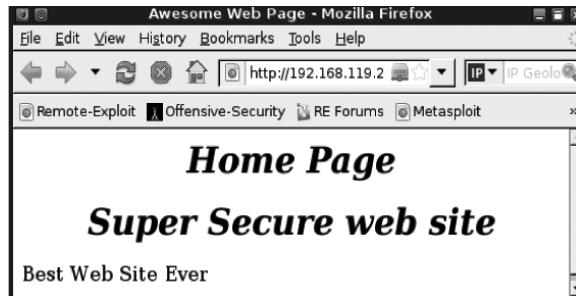 Awesome Web Page - Mozilla Firefox
File Edit View History Bookmarks Tools Help
http://192.168.119.2 IP IP Geolo
Remote-Exploit Offensive-Security RE Forums Metasploit »
Home Page
Super Secure web site
Best Web Site Ever